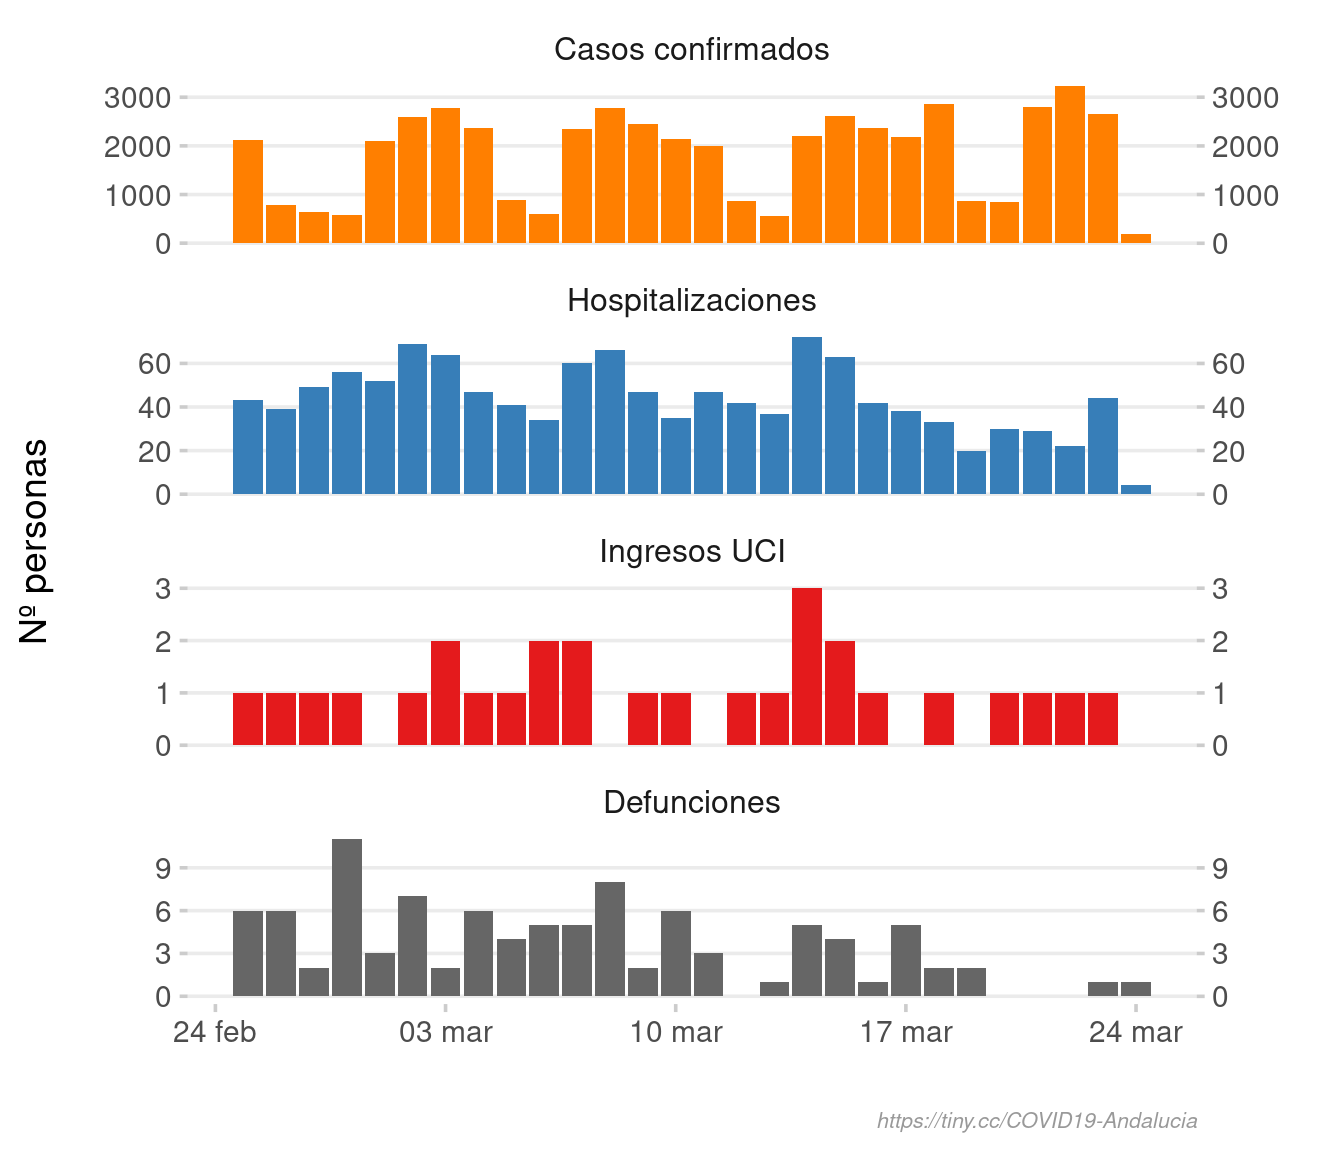 Casos confirmados
3000 3000
2000 2000
1000 1000
0 0
Hospitalizaciones
60 60
40 40
20 20
0 0
Nº personas
Ingresos UCI
3 3
2 2
1 1
0 0
Defunciones
9 9
6 6
3 3
0 0
24 feb 03 mar 10 mar 17 mar 24 mar
https://tiny.cc/COVID19-Andalucia